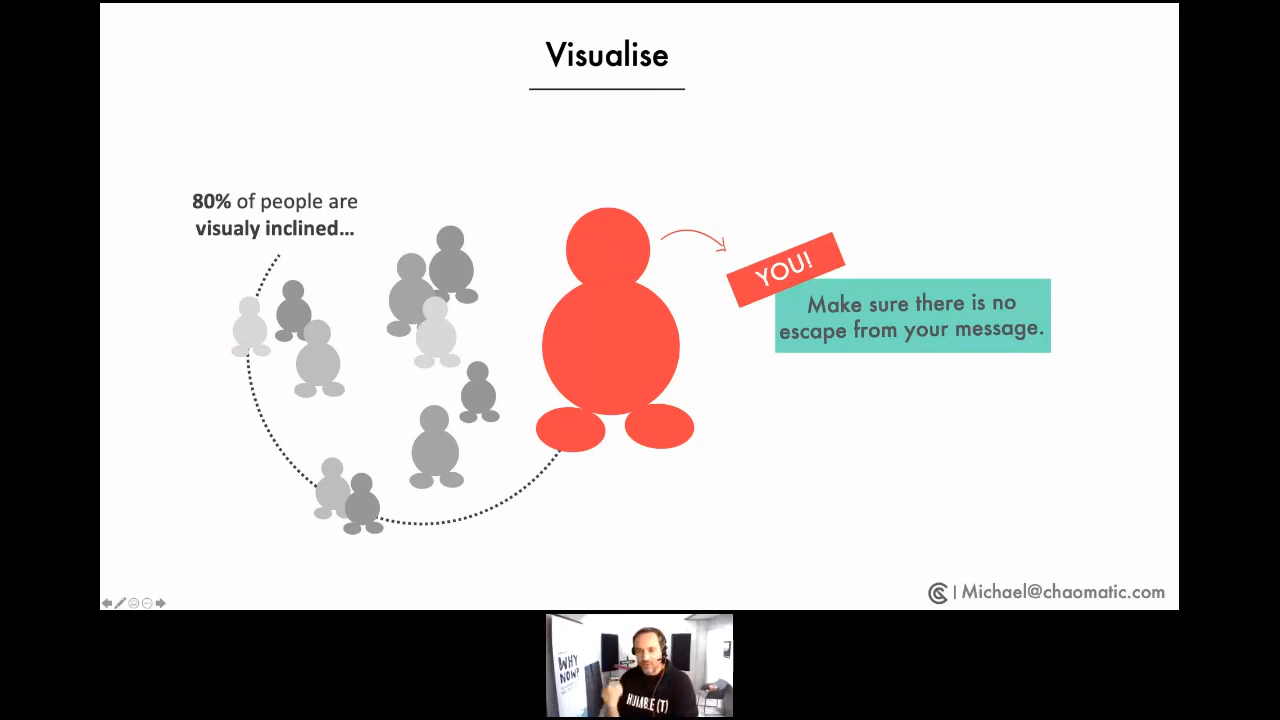 Visualise
80% of people are
visualy inclined...
YOU!
Make sure there is no
escape from your message.
| Michael@chaomatic.com
WHY
NOW?
HUMBLE (T)